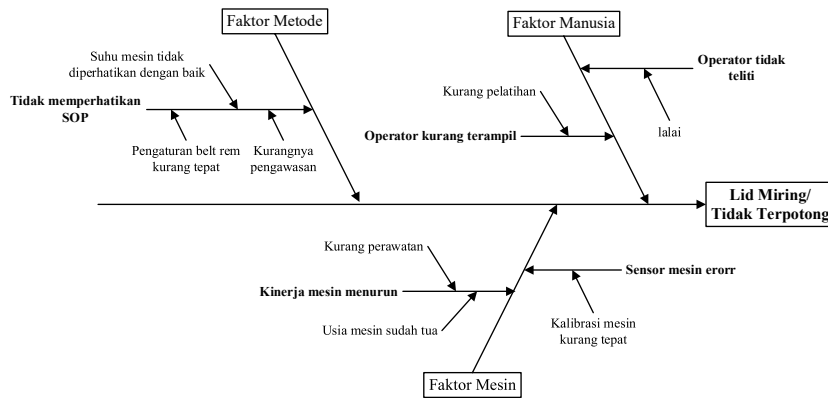 Faktor Metode
Faktor Manusia
Suhu mesin tidak
diperhatikan dengan baik
Tidak memperhatikan
SOP
Pengaturan belt rem
kurang tepat
Kurangnya
pengawasan
Operator tidak
teliti
Kurang pelatihan
Operator kurang terampil
lalai
Lid Miring/
Tidak Terpotong
Kurang perawatan
Kinerja mesin menurun
Usia mesin sudah tua
Sensor mesin erorr
Kalibrasi mesin
kurang tepat
Faktor Mesin